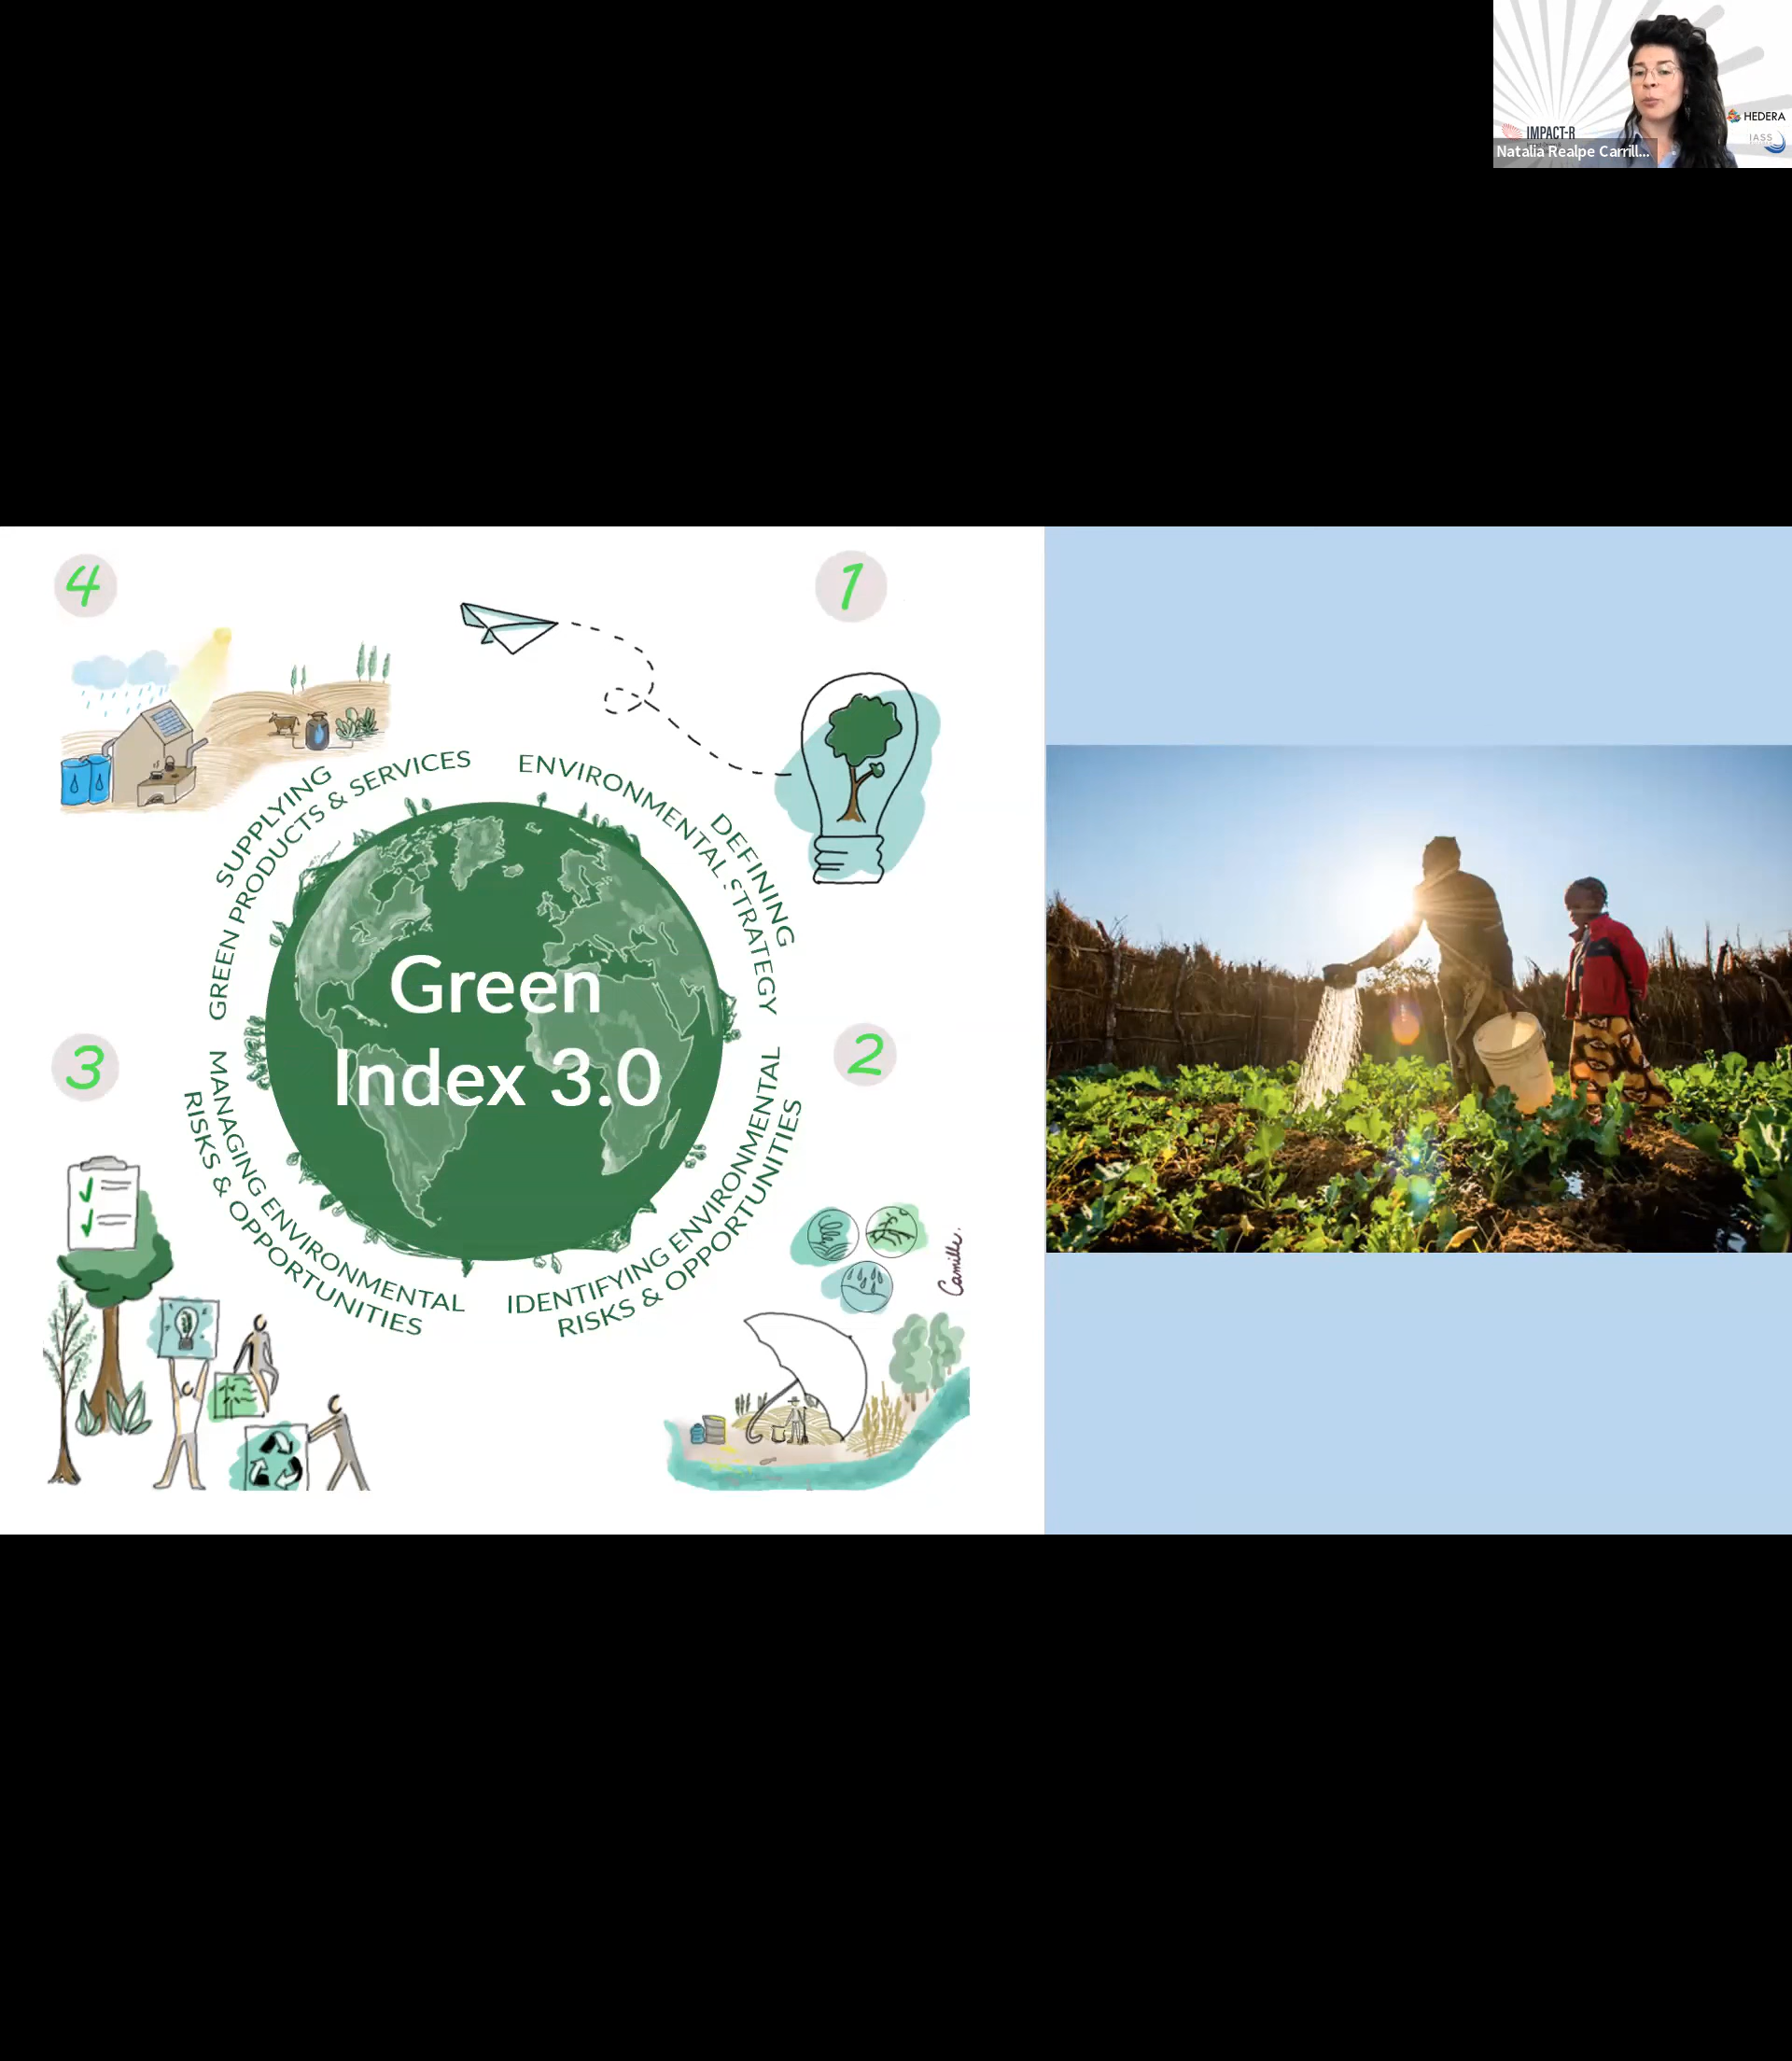 IMPACT-R
HEDERA
IASS
Natalia Realpe Carrill...
4
1
SUPPLYING
GREEN PRODUCTS & SERVICES
DEFINING
ENVIRONMENTAL STRATEGY
Green
Index 3.0
3
2
MANAGING ENVIRONMENTAL
RISKS & OPPORTUNITIES
IDENTIFYING ENVIRONMENTAL
RISKS & OPPORTUNITIES
Camille.